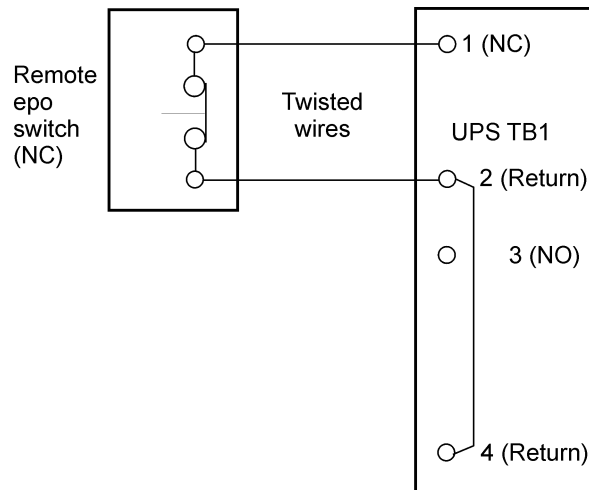 Remote
epo
switch
(NC)
Twisted
wires
1 (NC)
UPS TB1
2 (Return)
3 (NO)
4 (Return)